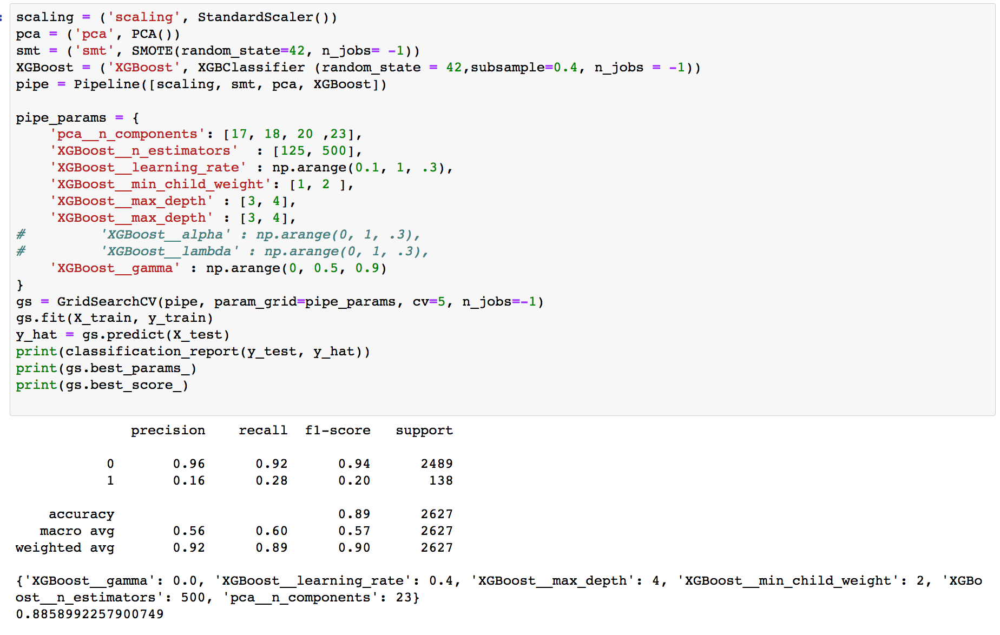 scaling = ('scaling', StandardScaler())
pca = ('pca', PCA())
smt = ('smt', SMOTE(random_state=42, n_jobs= -1))
XGBoost = ('XGBoost', XGBClassifier (random_state = 42,subsample=0.4, n_jobs = -1))
pipe = Pipeline([scaling, smt, pca, XGBoost])

pipe_params = {
    'pca__n_components': [17, 18, 20 ,23],
    'XGBoost__n_estimators'  : [125, 500],
    'XGBoost__learning_rate' : np.arange(0.1, 1, .3),
    'XGBoost__min_child_weight': [1, 2 ],
    'XGBoost__max_depth' : [3, 4],
    'XGBoost__max_depth' : [3, 4],
#         'XGBoost__alpha' : np.arange(0, 1, .3),
#         'XGBoost__lambda' : np.arange(0, 1, .3),
    'XGBoost__gamma' : np.arange(0, 0.5, 0.9)
}
gs = GridSearchCV(pipe, param_grid=pipe_params, cv=5, n_jobs=-1)
gs.fit(X_train, y_train)
y_hat = gs.predict(X_test)
print(classification_report(y_test, y_hat))
print(gs.best_params_)
print(gs.best_score_)

              precision    recall  f1-score   support

           0       0.96      0.92      0.94      2489
           1       0.16      0.28      0.20       138

    accuracy                           0.89      2627
   macro avg       0.56      0.60      0.57      2627
weighted avg       0.92      0.89      0.90      2627

{'XGBoost__gamma': 0.0, 'XGBoost__learning_rate': 0.4, 'XGBoost__max_depth': 4, 'XGBoost__min_child_weight': 2, 'XGBo
ost__n_estimators': 500, 'pca__n_components': 23}
0.8858992257900749